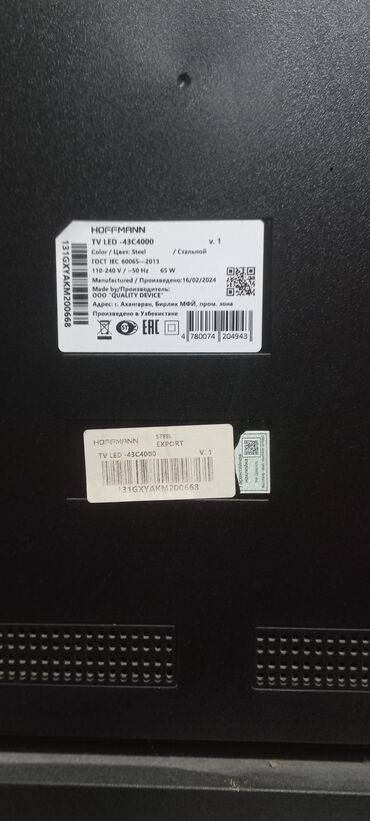 HOFFMANN
TV LED -43C4000 v. 1
Color / Цвет: Steel / Стальной
ГОСТ IEC 60065—2013
110-240 V / ~50 Hz 65 W
Manufactured / Произведено:16/02/2024
Made by/Производитель:
ООО "QUALITY DEVICE"
Адрес: г. Ахангаран, Бирлик МФЙ, пром. зона
Произведено в Узбекистане
EAC
4 780074 204943
131GXYAKM200668
HOFFMANN STEEL
EXPORT
TV LED -43C4000 V. 1
131GXYAKM200668